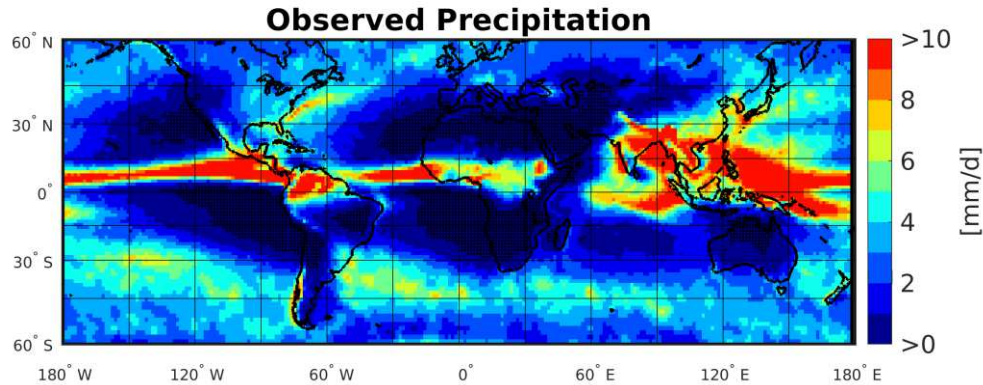 Observed Precipitation
60° N
30° N
0°
30° S
60° S
180° W
120° W
60° W
0°
60° E
120° E
180° E
>10
8
6
4
2
>0
[mm/d]